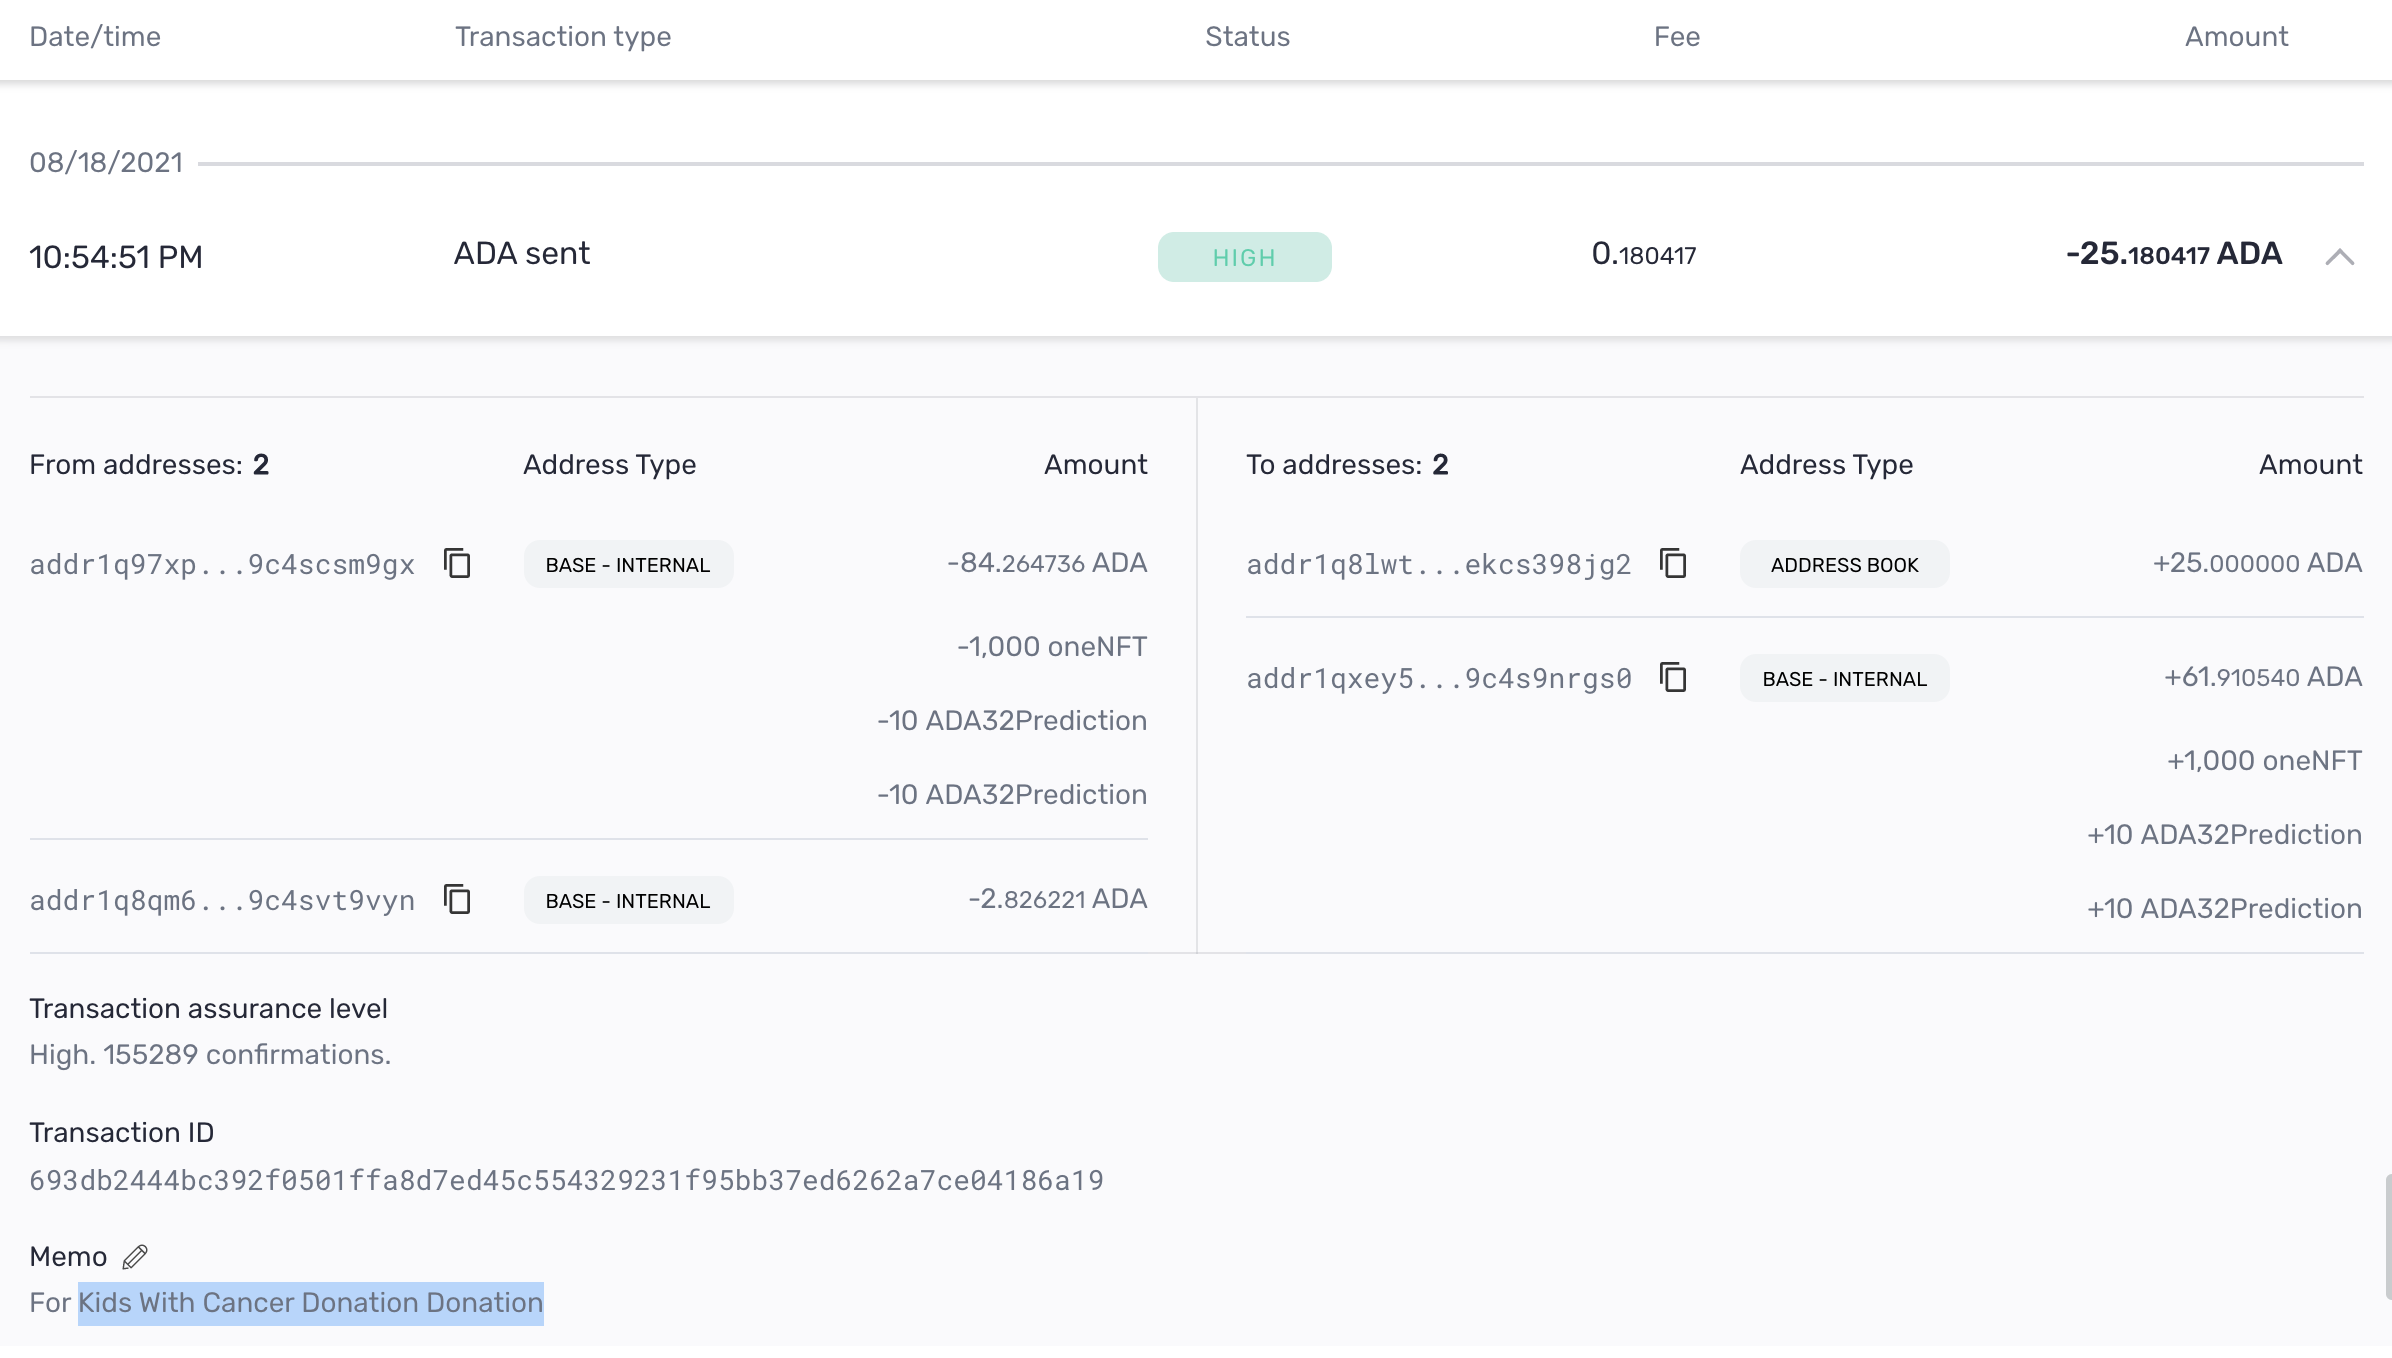 Date/time Transaction type Status Fee Amount
08/18/2021
10:54:51 PM ADA sent HIGH 0.180417 -25.180417 ADA
From addresses: 2 Address Type Amount
addr1q97xp...9c4scsm9gx BASE - INTERNAL -84.264736 ADA
-1,000 oneNFT
-10 ADA32Prediction
-10 ADA32Prediction
addr1q8qm6...9c4svt9vyn BASE - INTERNAL -2.826221 ADA
To addresses: 2 Address Type Amount
addr1q8lwt...ekcs398jg2 ADDRESS BOOK +25.000000 ADA
addr1qxey5...9c4s9nrgs0 BASE - INTERNAL +61.910540 ADA
+1,000 oneNFT
+10 ADA32Prediction
+10 ADA32Prediction
Transaction assurance level
High. 155289 confirmations.
Transaction ID
693db2444bc392f0501ffa8d7ed45c554329231f95bb37ed6262a7ce04186a19
Memo
For Kids With Cancer Donation Donation